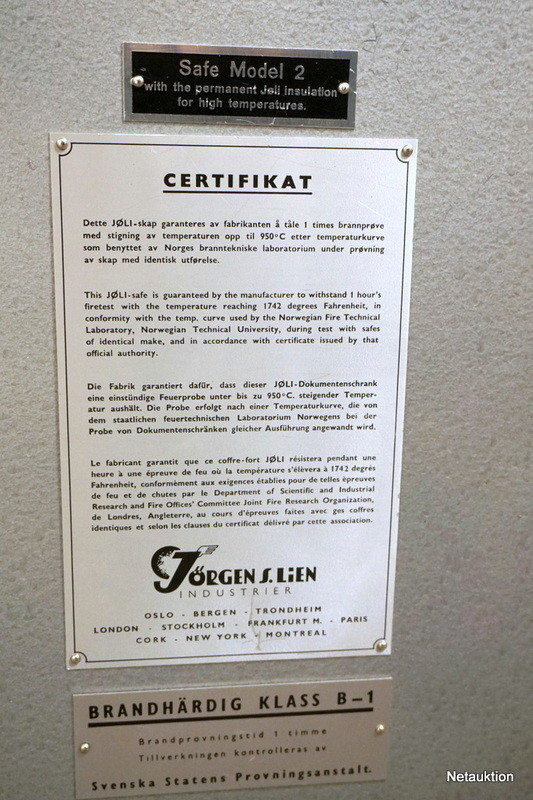 Safe Model 2
with the permanent Jøli insulation
for high temperatures.
CERTIFIKAT
Dette JØLI-skap garanteres av fabrikanten å tåle 1 times brannprøve
med stigning av temperaturen opp til 950°C etter temperaturkurve
som benyttet av Norges branntekniske laboratorium under prøvning
av skap med identisk utførelse.
This JØLI-safe is guaranteed by the manufacturer to withstand 1 hour's
firetest with the temperature reaching 1742 degrees Fahrenheit, in
conformity with the temp. curve used by the Norwegian Fire Technical
Laboratory, Norwegian Technical University, during test with safes
of identical make, and in accordance with certificate issued by that
official authority.
Die Fabrik garantiert dafür, dass dieser JØLI-Dokumentenschrank
eine einstündige Feuerprobe unter bis zu 950°C. steigender Temper-
atur aushält. Die Probe erfolgt nach einer Temperaturkurve, die von
dem staatlichen feuertechnischen Laboratorium Norwegens bei der
Probe von Dokumentenschränken gleicher Ausführung angewandt wird.
Le fabricant garantit que ce coffre-fort JØLI résistera pendant une
heure à une épreuve de feu où la température s'élèvera à 1742 degrés
Fahrenheit, conformèment aux exigences établies pour de telles èpreuves
de feu et de chutes par le Department of Scientific and Industrial
Research and Fire Offices' Committee Joint Fire Research Organization,
de Londres, Angleterre, au cours d'épreuves faites avec ges coffres
identiques et selon les clauses du certificat délivré par cette association.
JÖRGEN S. LIEN
INDUSTRIER
OSLO - BERGEN - TRONDHEIM
LONDON - STOCKHOLM - FRANKFURT M. - PARIS
CORK - NEW YORK - MONTREAL
BRANDHÄRDIG KLASS B–1
Brandprovningstid 1 timme
Tillverkningen kontrolleras av
Svenska Statens Provningsanstalt.
Netauktion